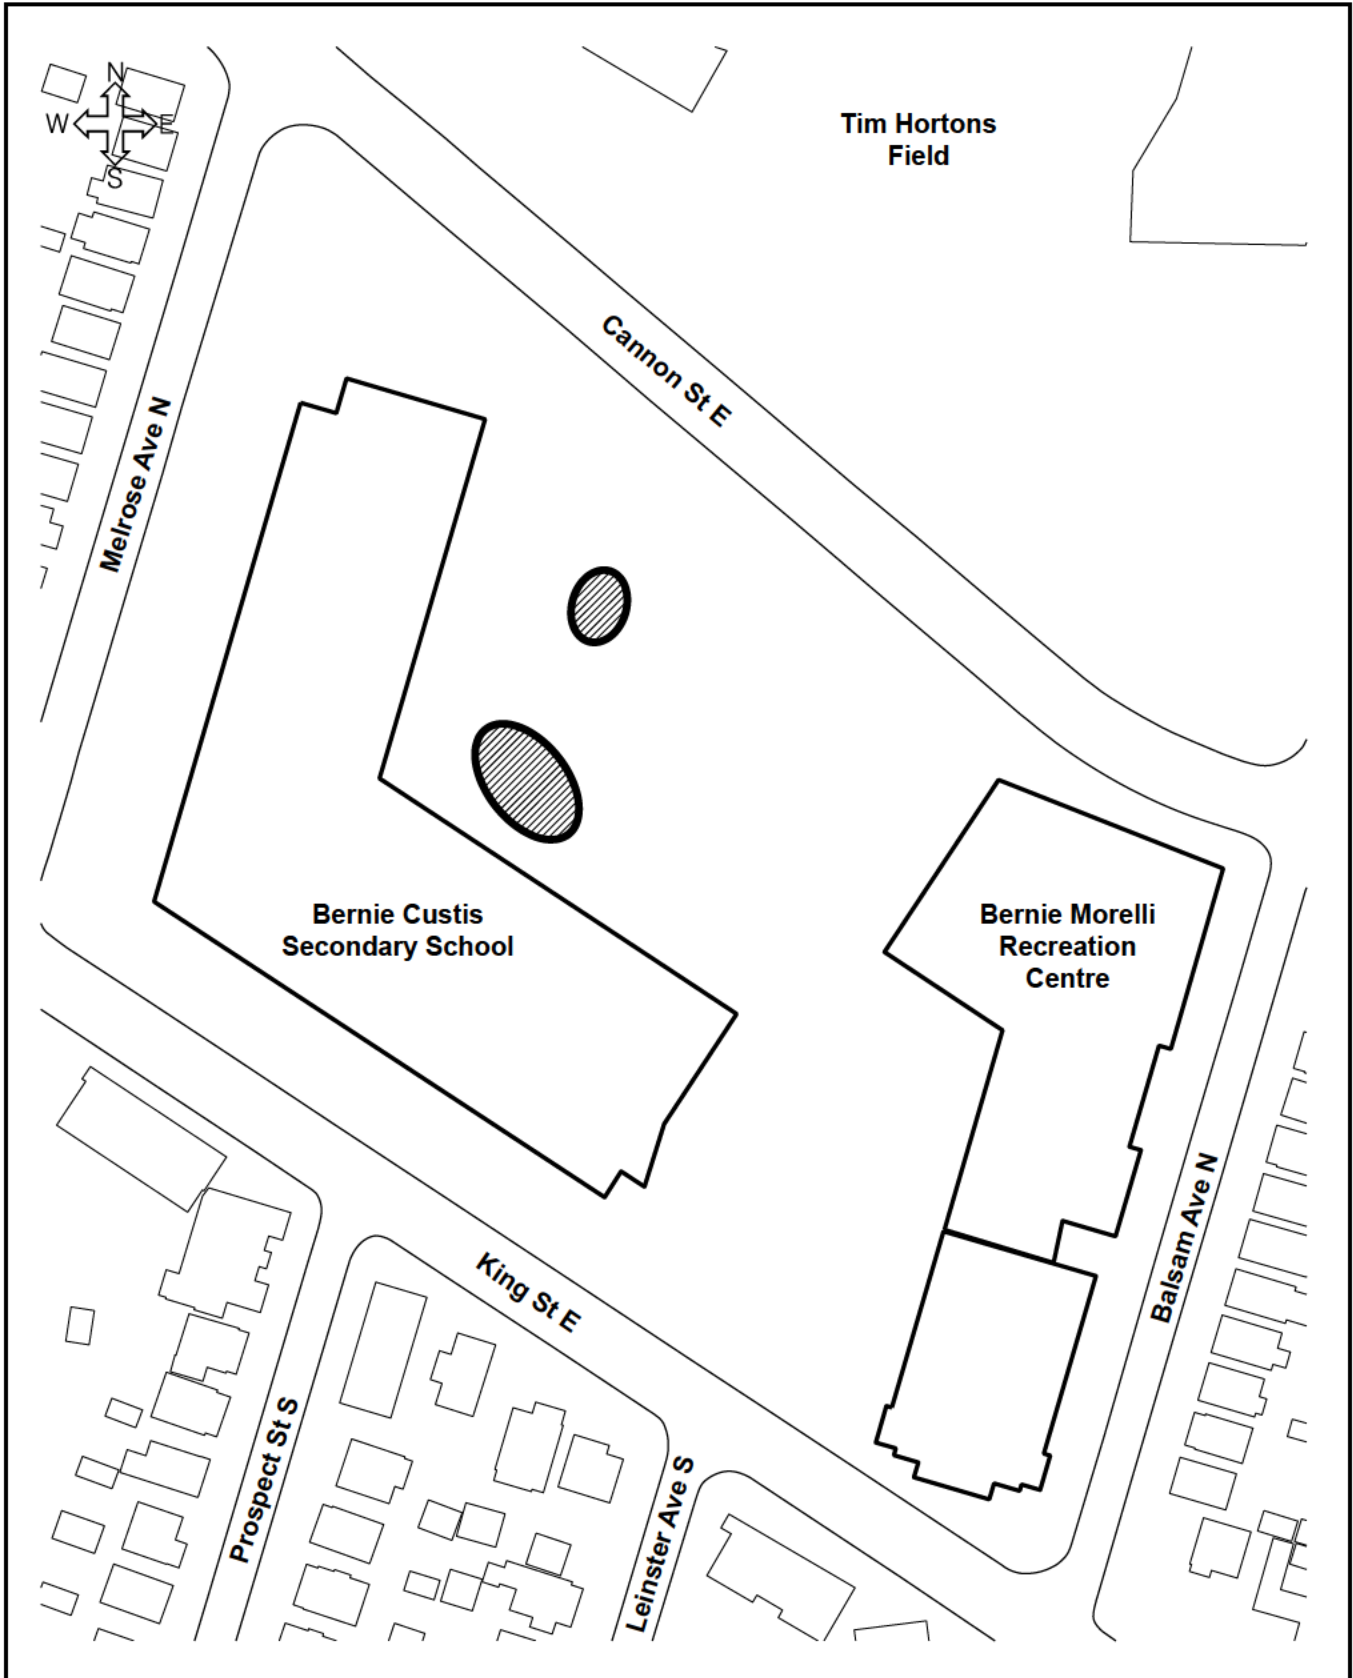 N
W
E
S
Tim Hortons
Field
Cannon St E
Melrose Ave N
Bernie Custis
Secondary School
Bernie Morelli
Recreation
Centre
King St E
Balsam Ave N
Prospect St S
Leinster Ave S